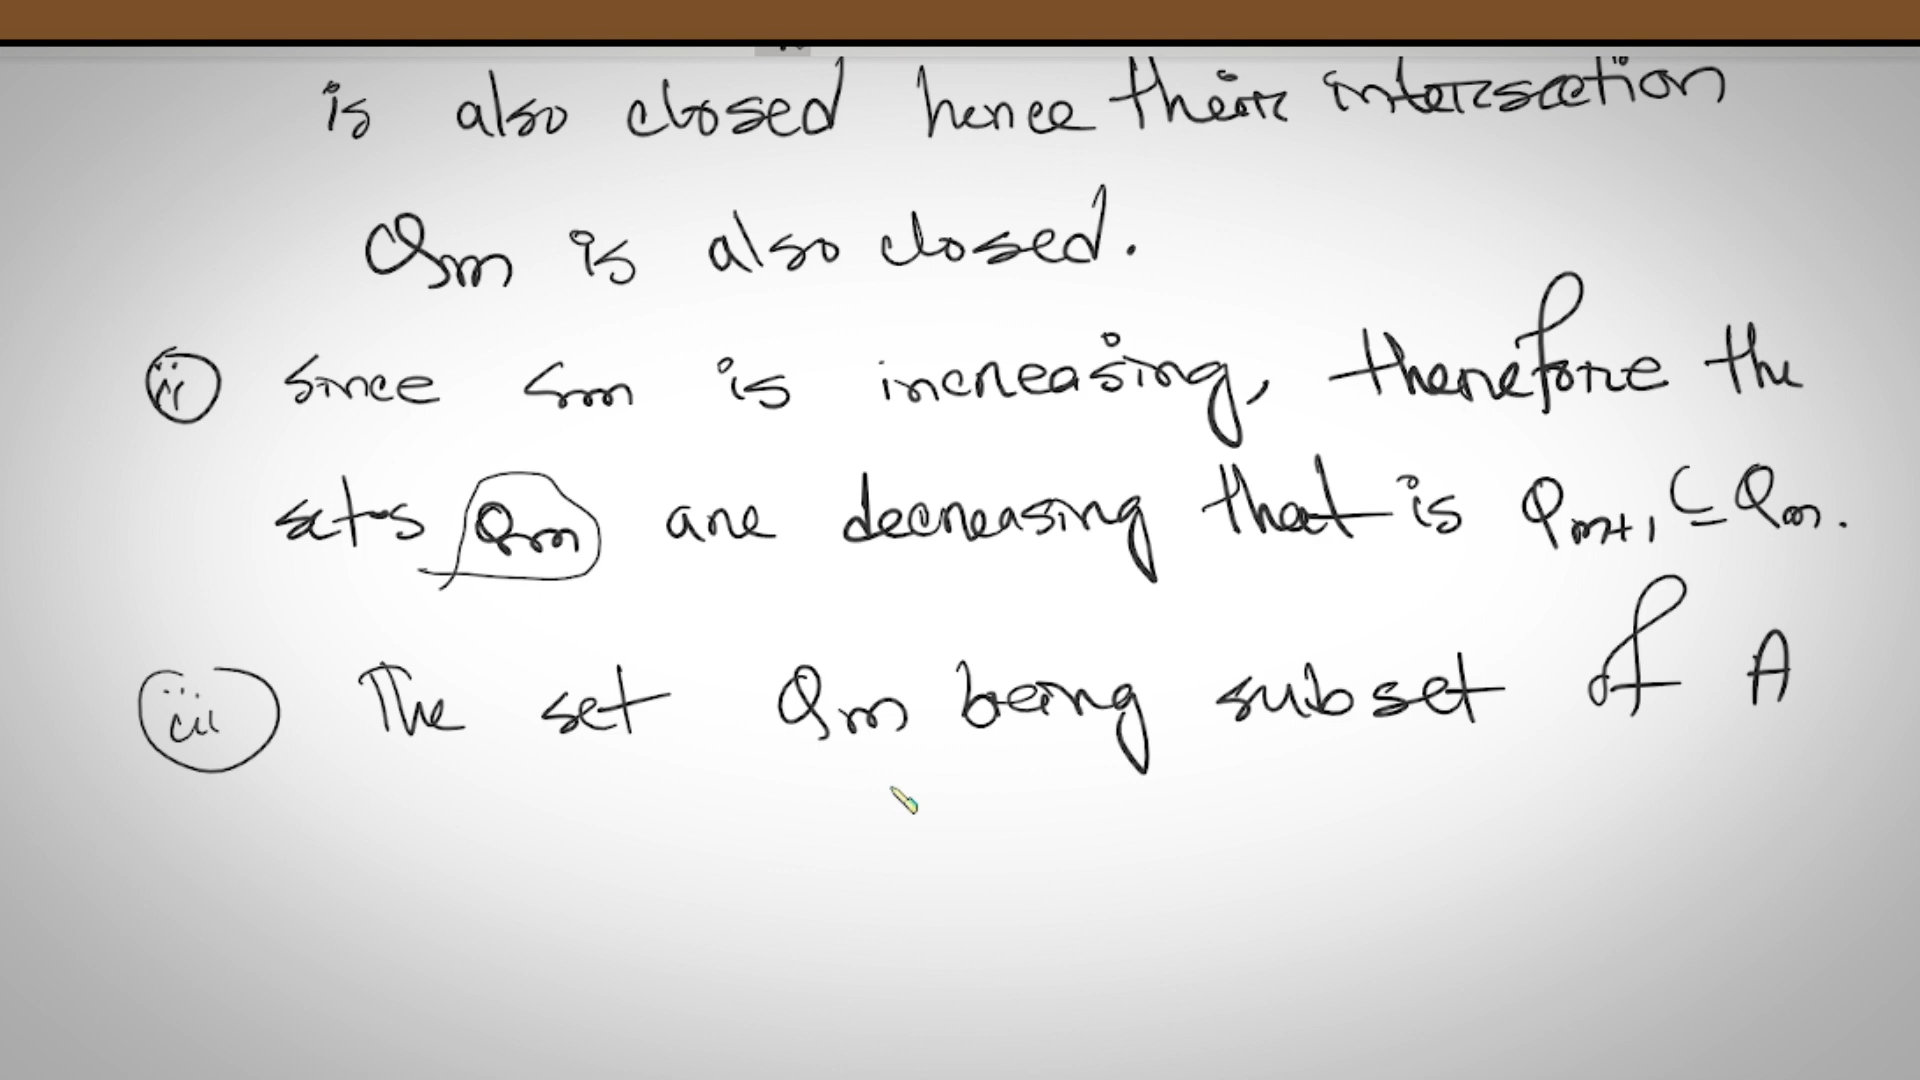 is also closed hence their intersection
Qm is also closed.
(ii) Since Sm is increasing, therefore the
sets Qm are decreasing that is Qm+1 ⊆ Qm.
(iii) The set Qm being subset of A